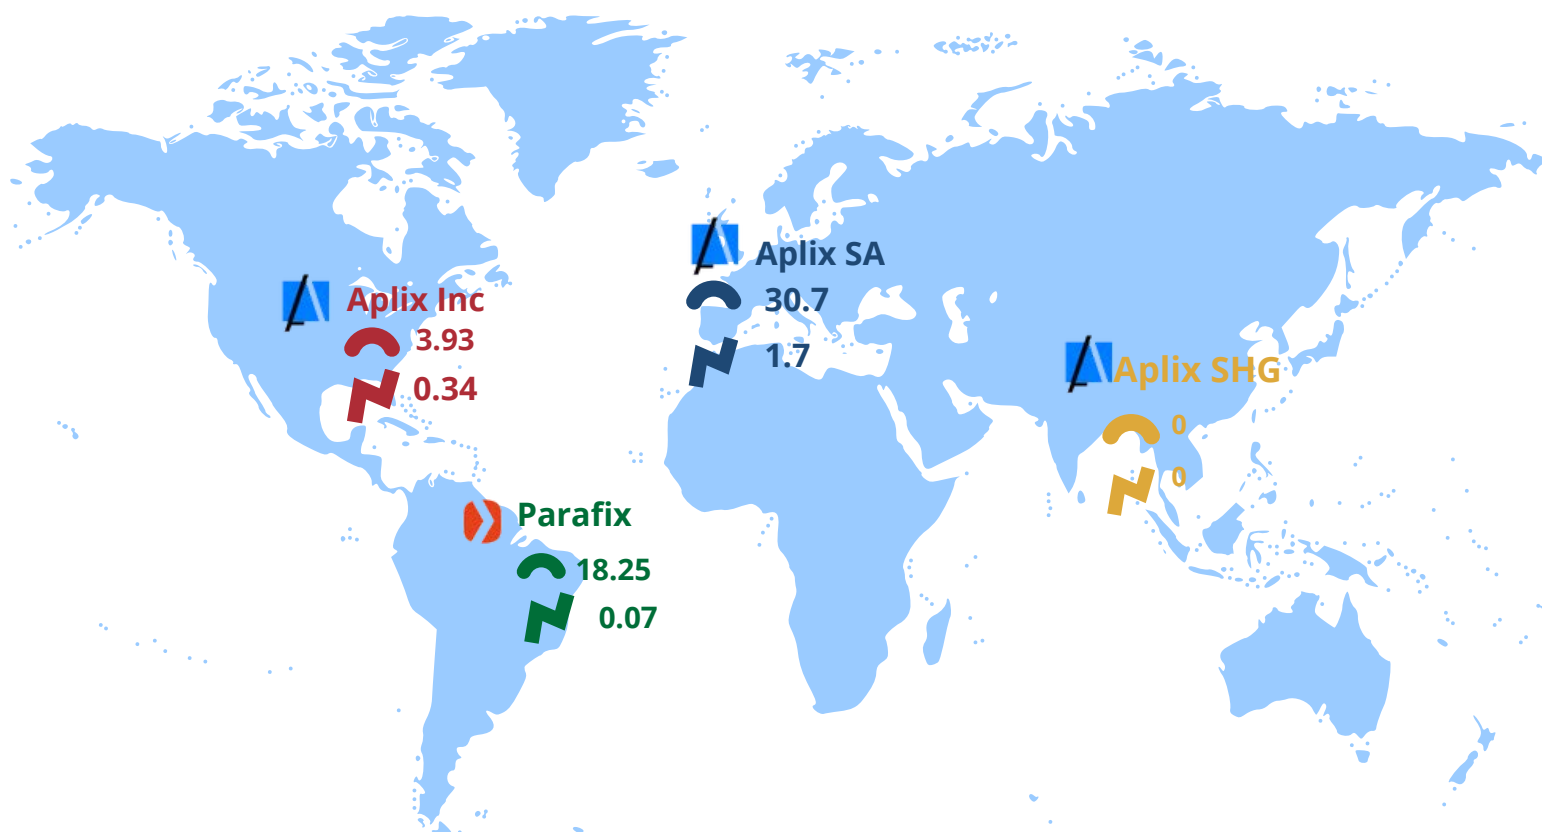 Aplix SA
30.7
1.7
Aplix Inc
3.93
0.34
Aplix SHG
0
0
Parafix
18.25
0.07